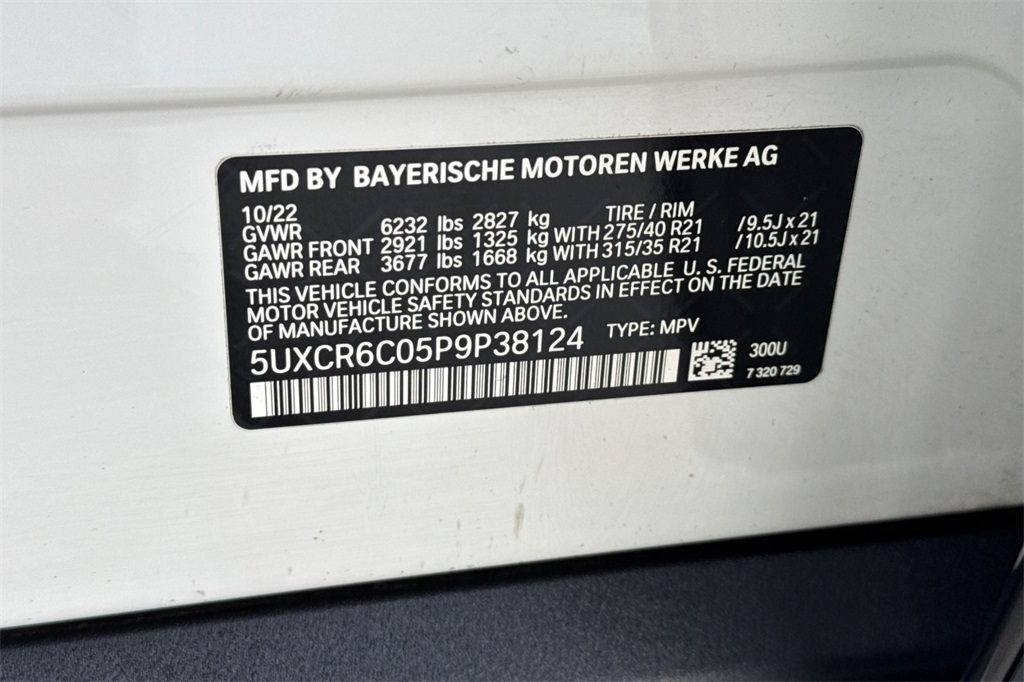 MFD BY BAYERISCHE MOTOREN WERKE AG
10/22 TIRE / RIM
GVWR 6232 lbs 2827 kg
GAWR FRONT 2921 lbs 1325 kg WITH 275/40 R21 /9.5J x 21
GAWR REAR 3677 lbs 1668 kg WITH 315/35 R21 /10.5J x 21
THIS VEHICLE CONFORMS TO ALL APPLICABLE U. S. FEDERAL
MOTOR VEHICLE SAFETY STANDARDS IN EFFECT ON THE DATE
OF MANUFACTURE SHOWN ABOVE.
5UXCR6C05P9P38124 TYPE: MPV
300U
7 320 729